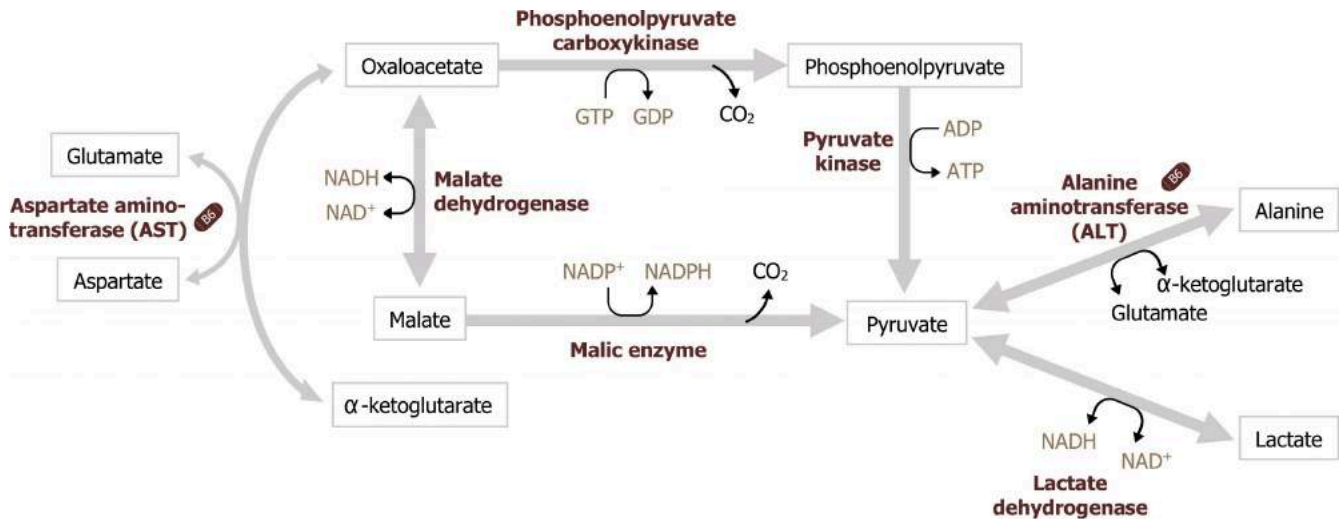 Phosphoenolpyruvate
carboxykinase
Oxaloacetate
Phosphoenolpyruvate
GTP
GDP
CO₂
Glutamate
Aspartate amino-
transferase (AST)
B6
Aspartate
NADH
NAD⁺
Malate
dehydrogenase
Pyruvate
kinase
ADP
ATP
Alanine
aminotransferase
(ALT)
B6
Alanine
α-ketoglutarate
Glutamate
Malate
NADP⁺
NADPH
CO₂
Malic enzyme
Pyruvate
α-ketoglutarate
NADH
NAD⁺
Lactate
dehydrogenase
Lactate